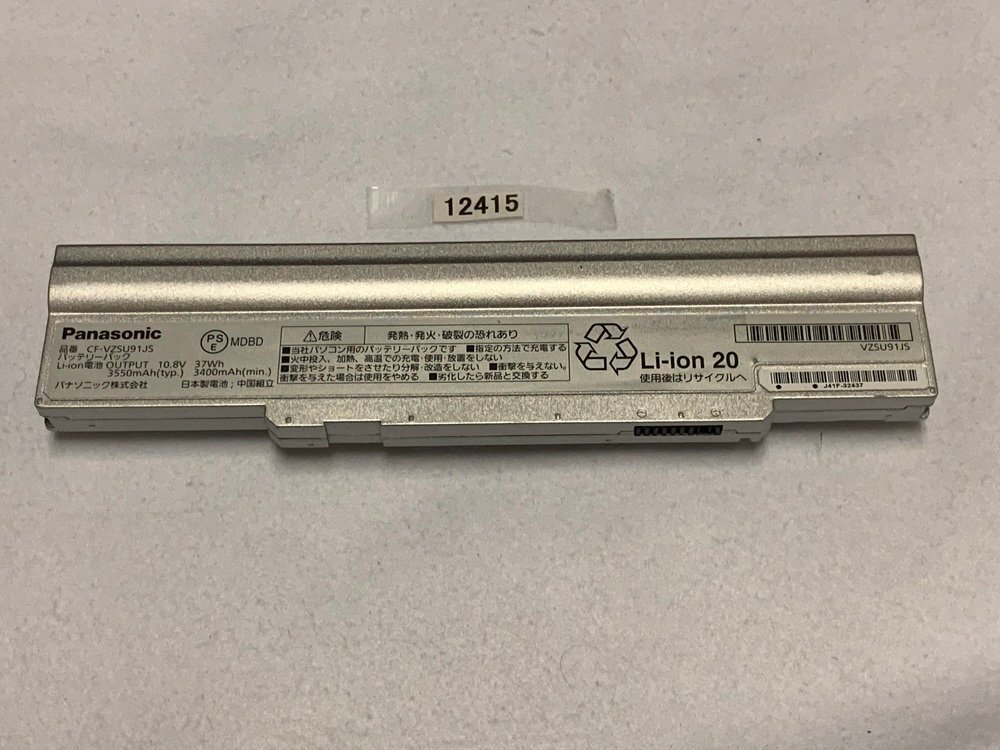 12415
Panasonic
品番 CF-VZSU91JS
バッテリーパック
Li-ion電池 OUTPUT 10.8V 37Wh
3550mAh(typ.) 3400mAh(min.)
パナソニック株式会社 日本製電池；中国組立
PS
E
MDBD
⚠危険 発熱・発火・破裂の恐れあり
■当社パソコン用のバッテリーパックです ■指定の方法で充電する
■火中投入、加熱、高温での充電・使用・放置をしない
■変形やショートをさせたり分解・改造をしない ■衝撃を与えない。
衝撃を与えた場合は使用をやめる ■劣化したら新品と交換する
Li-ion 20
使用後はリサイクルへ
VZSU91JS
J41P-32437